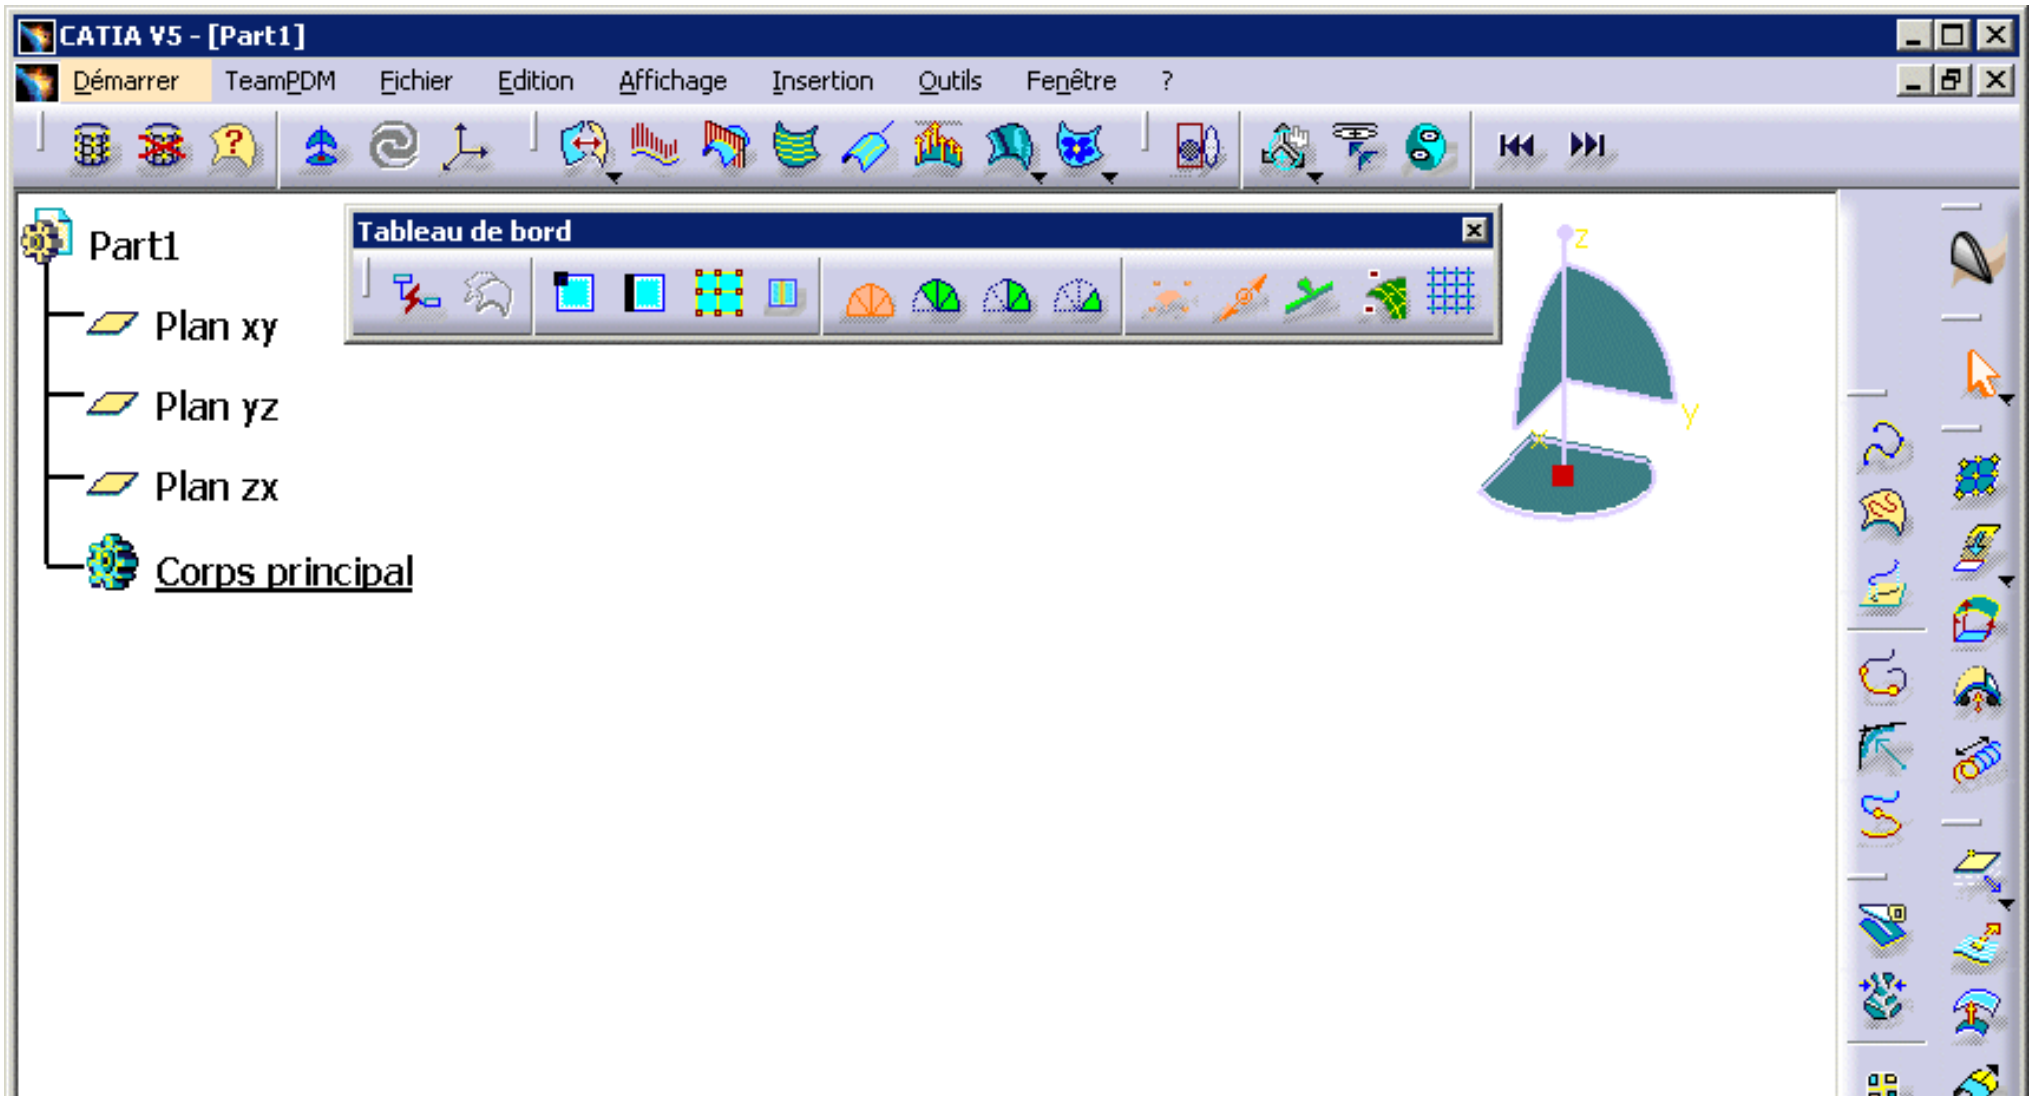 CATIA V5 - [Part1]
Démarrer TeamPDM Fichier Edition Affichage Insertion Outils Fenêtre ?
Part1
Tableau de bord
Plan xy
Plan yz
Plan zx
Corps principal
z
y
x